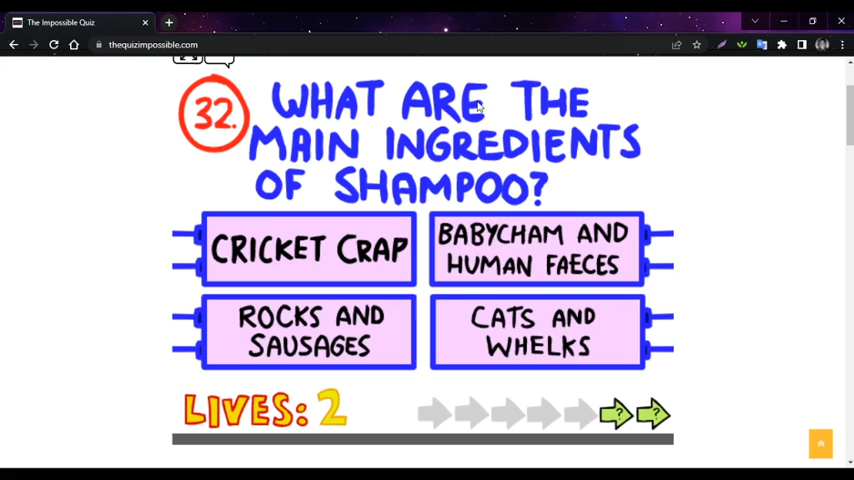 The Impossible Quiz
thequizimpossible.com
32.
WHAT ARE THE
MAIN INGREDIENTS
OF SHAMPOO?
CRICKET CRAP
BABYCHAM AND
HUMAN FAECES
ROCKS AND
SAUSAGES
CATS AND
WHELKS
LIVES: 2
? ?